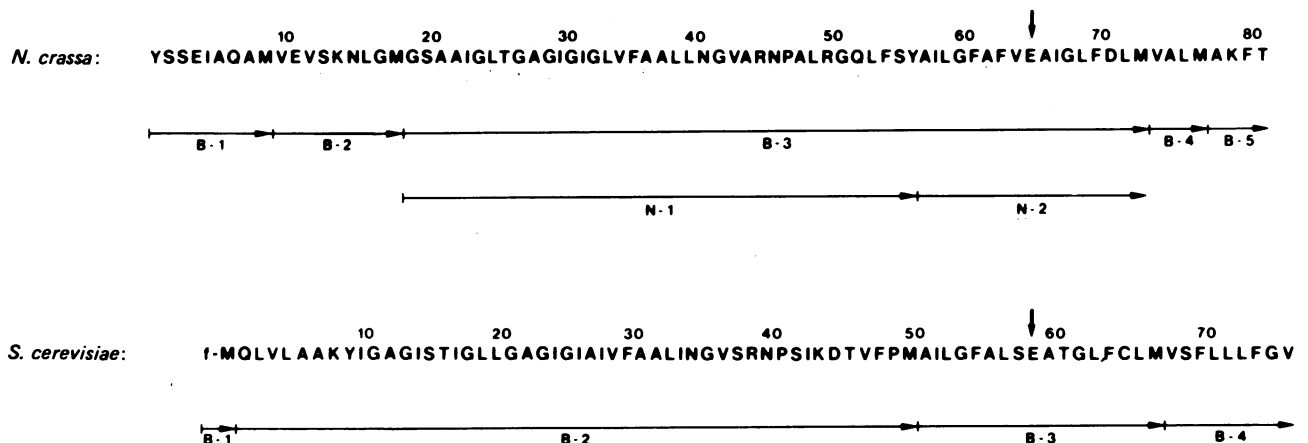 10 20 30 40 50 60 70 80
N. crassa: YSSEIAQAMVEVSKNLGMGSAAIGLTGAGIGIGLVFAALLNGVARNPALRGQLFSYAILGFAFVEAIGLFDLMVALMAKFT
B-1 B-2 B-3 B-4 B-5
N-1 N-2
10 20 30 40 50 60 70
S. cerevisiae: f-MQLVLAAKYIGAGISTIGLLGAGIGIAIVFAALINGVSRNPSIKDTVFPMAILGFALSEATGLFCLMVSFLLLFGV
B-1 B-2 B-3 B-4